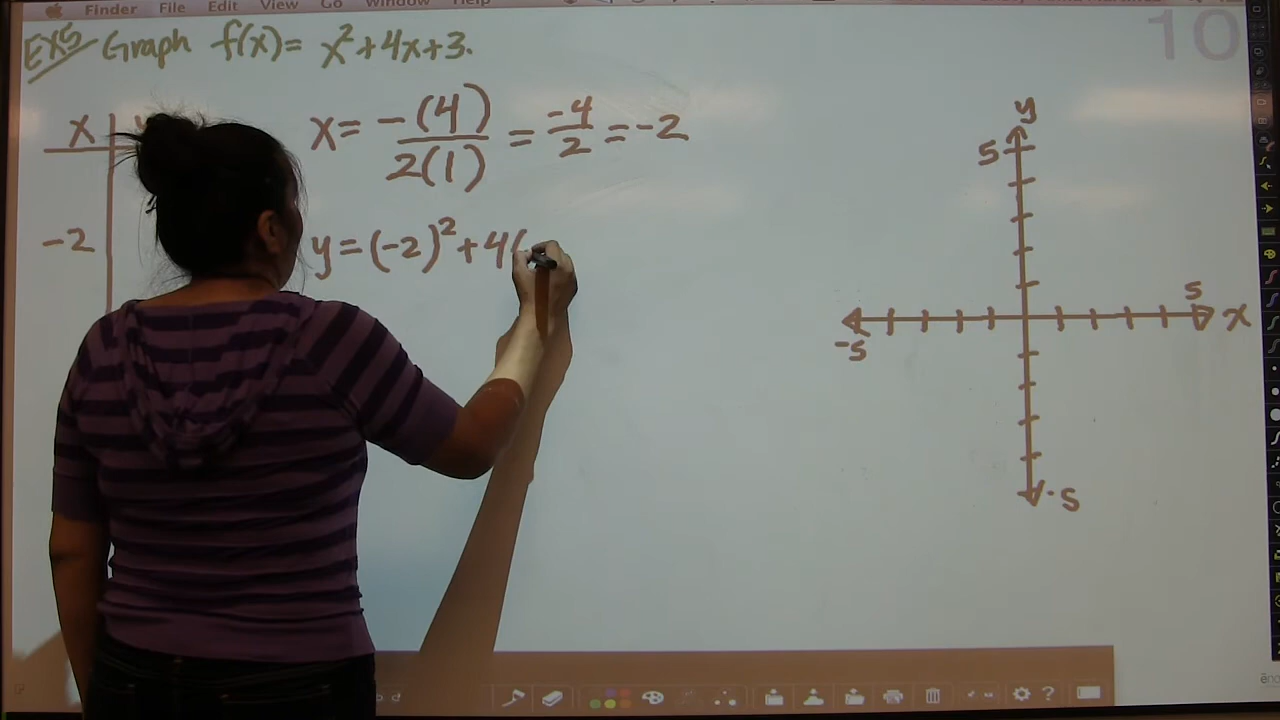 Finder File Edit View Go Window Help
10
EX5 Graph f(x)= x²+4x+3.
x y
x= -(4)/2(1) = -4/2 = -2
-2
y=(-2)²+4(
y
5
5
-5
x
-5
?